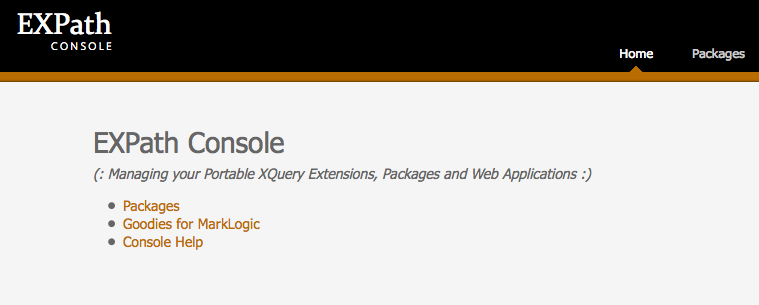 EXPath
CONSOLE
Home Packages
EXPath Console
(: Managing your Portable XQuery Extensions, Packages and Web Applications :)
Packages
Goodies for MarkLogic
Console Help